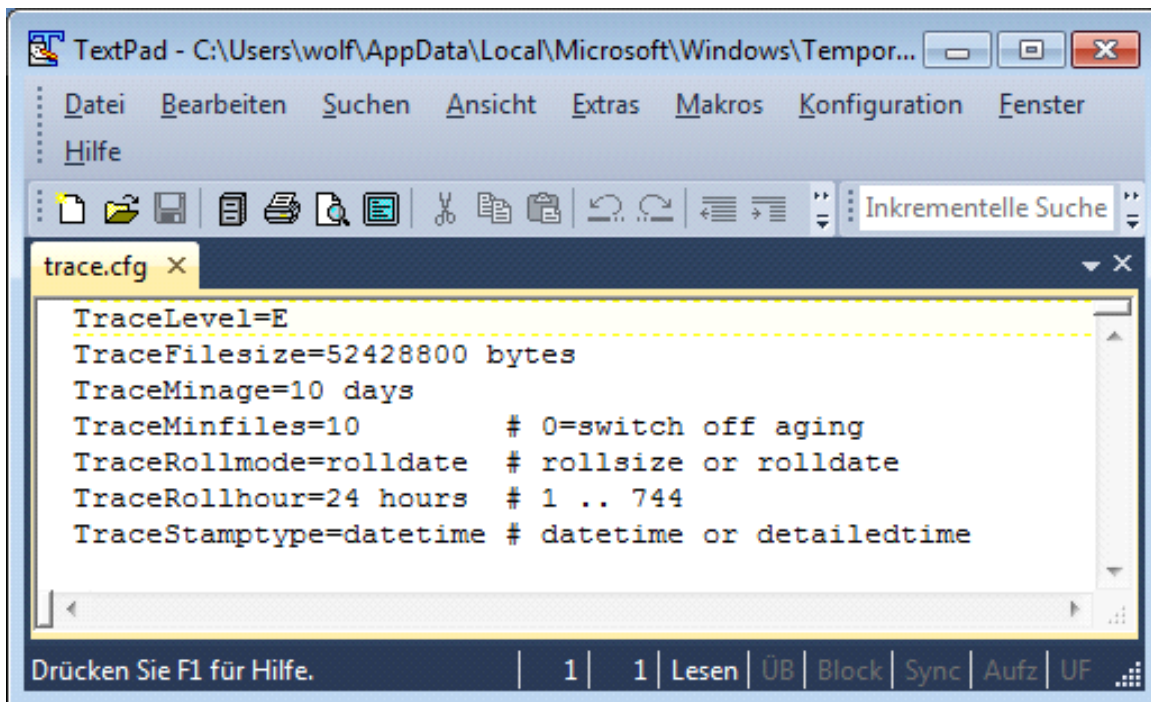 TextPad - C:\Users\wolf\AppData\Local\Microsoft\Windows\Tempor...
Datei Bearbeiten Suchen Ansicht Extras Makros Konfiguration Fenster
Hilfe
Inkrementelle Suche
trace.cfg
TraceLevel=E
TraceFilesize=52428800 bytes
TraceMinage=10 days
TraceMinfiles=10 # 0=switch off aging
TraceRollmode=rolldate # rollsize or rolldate
TraceRollhour=24 hours # 1 .. 744
TraceStamptype=datetime # datetime or detailedtime
Drücken Sie F1 für Hilfe. 1 1 Lesen ÜB Block Sync Aufz UF